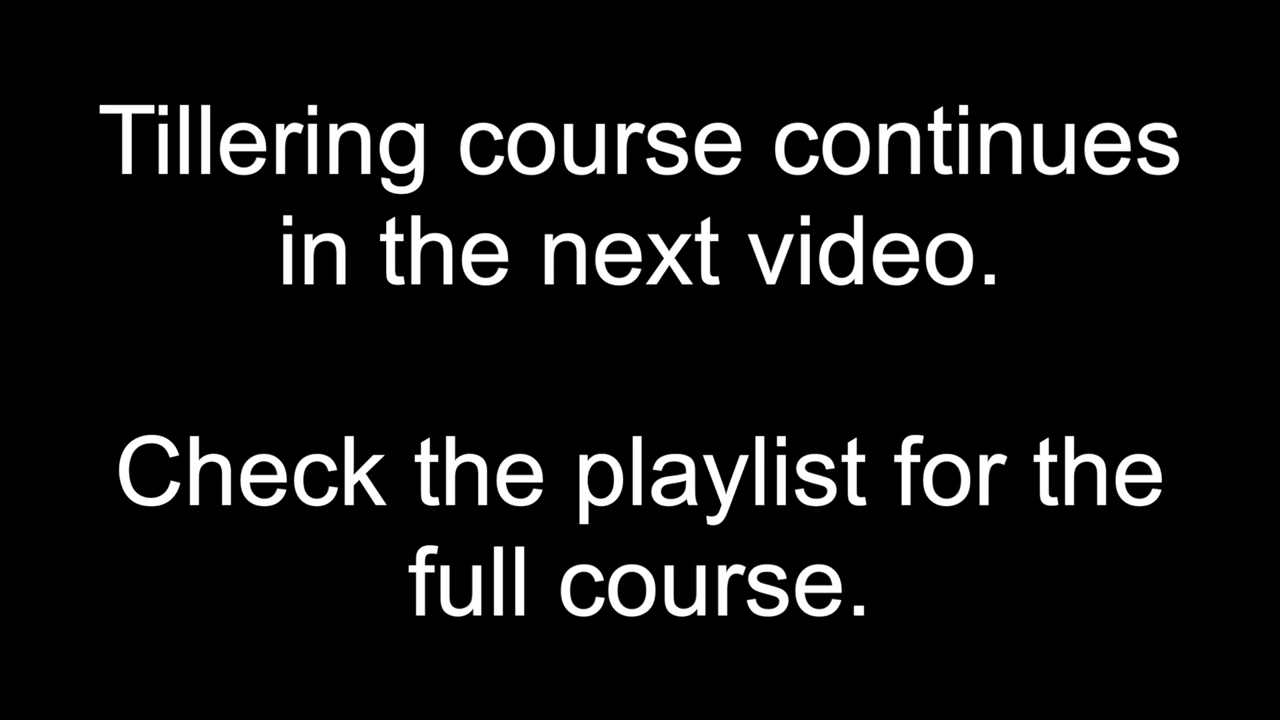 Tillering course continues
in the next video.
Check the playlist for the
full course.